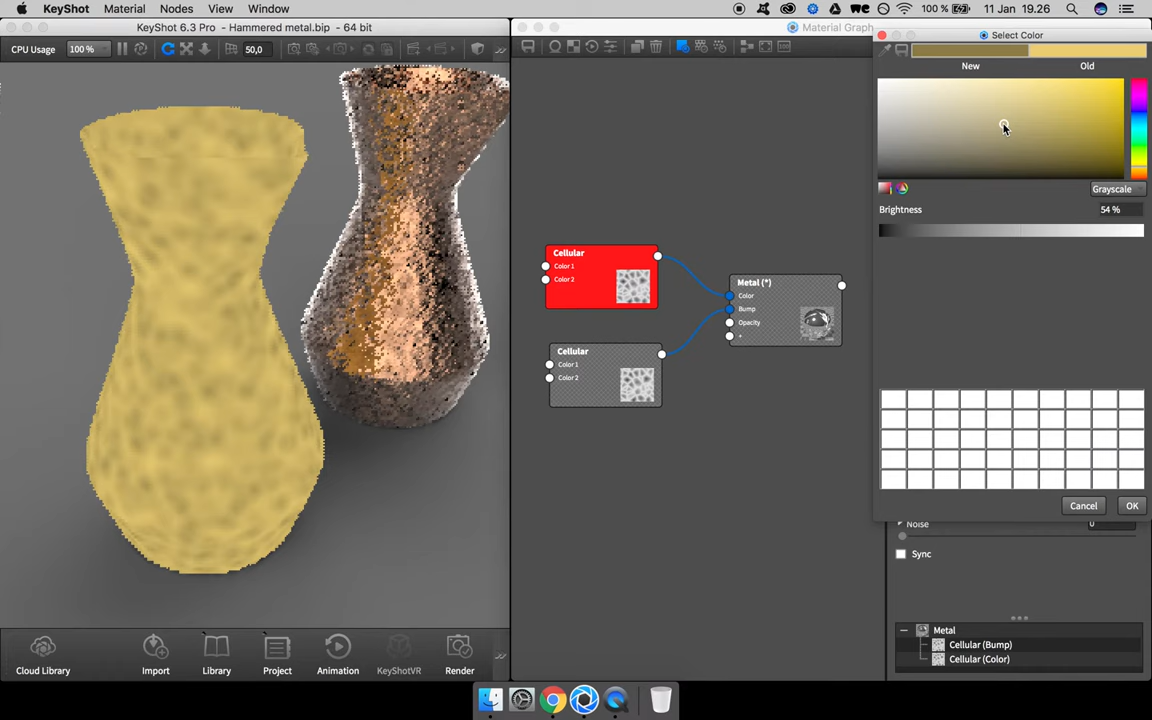 KeyShot Material Nodes View Window 100 % 11 Jan 19.26
KeyShot 6.3 Pro - Hammered metal.bip - 64 bit
Material Graph
Select Color
CPU Usage 100 % 50,0
New Old
Grayscale
Brightness 54 %
Cellular
Color 1
Color 2
Metal (*)
Color
Bump
Opacity
+
Cellular
Color 1
Color 2
Cancel OK
Noise 0
Sync
Metal
Cellular (Bump)
Cellular (Color)
Cloud Library Import Library Project Animation KeyShotVR Render